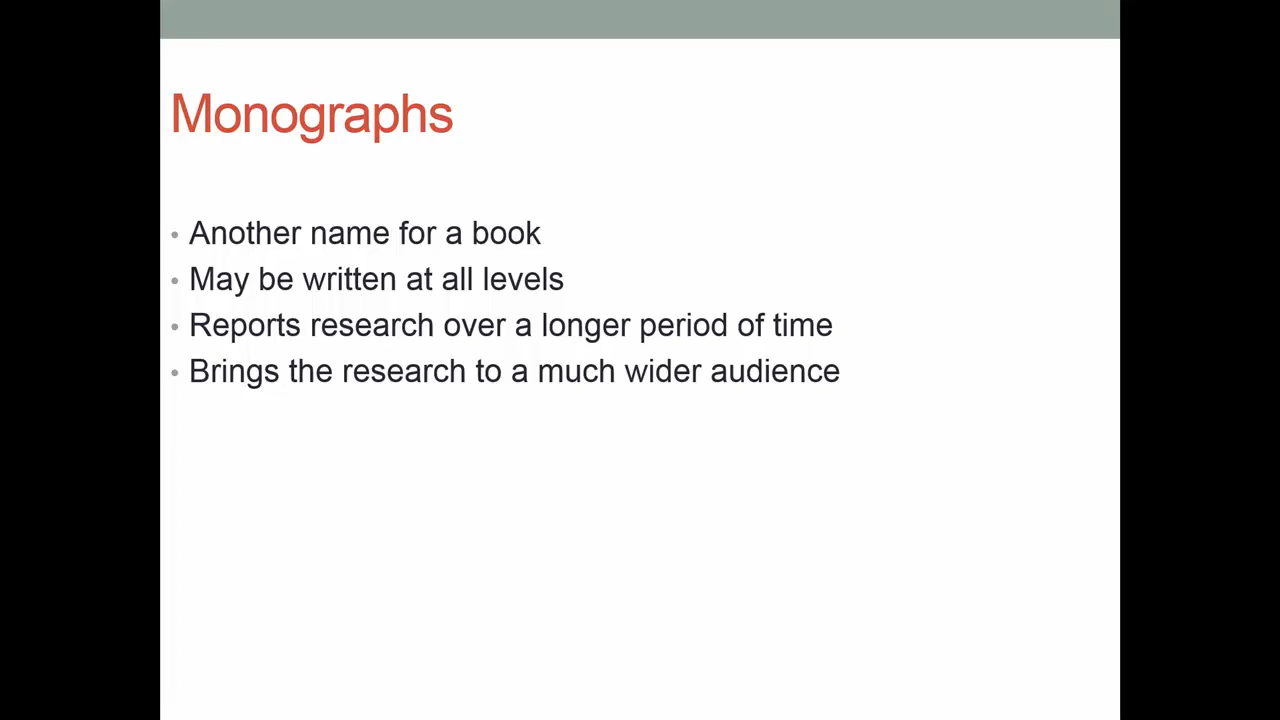 Monographs
• Another name for a book
• May be written at all levels
• Reports research over a longer period of time
• Brings the research to a much wider audience